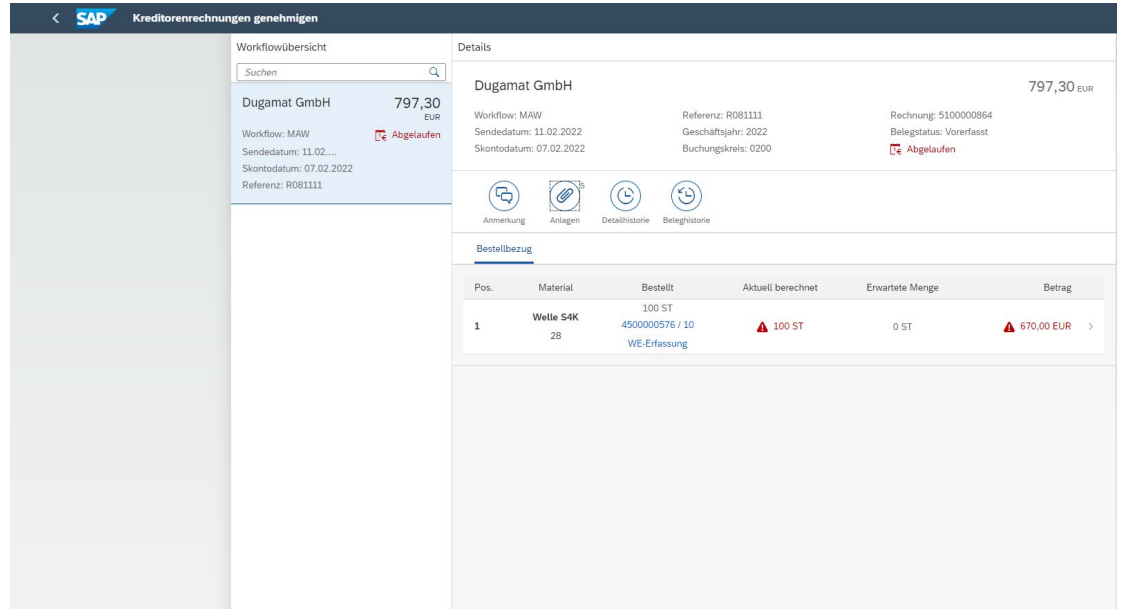 SAP Kreditorenrechnungen genehmigen
Workflowübersicht
Suchen
Dugamat GmbH 797,30
EUR
Workflow: MAW Abgelaufen
Sendedatum: 11.02....
Skontodatum: 07.02.2022
Referenz: R081111
Details
Dugamat GmbH 797,30 EUR
Workflow: MAW Referenz: R081111 Rechnung: 5100000864
Sendedatum: 11.02.2022 Geschäftsjahr: 2022 Belegstatus: Vorerfasst
Skontodatum: 07.02.2022 Buchungskreis: 0200 Abgelaufen
5
Anmerkung Anlagen Detailhistorie Beleghistorie
Bestellbezug
Pos. Material Bestellt Aktuell berechnet Erwartete Menge Betrag
100 ST
1 Welle S4K 4500000576 / 10 100 ST 0 ST 670,00 EUR
28 WE-Erfassung